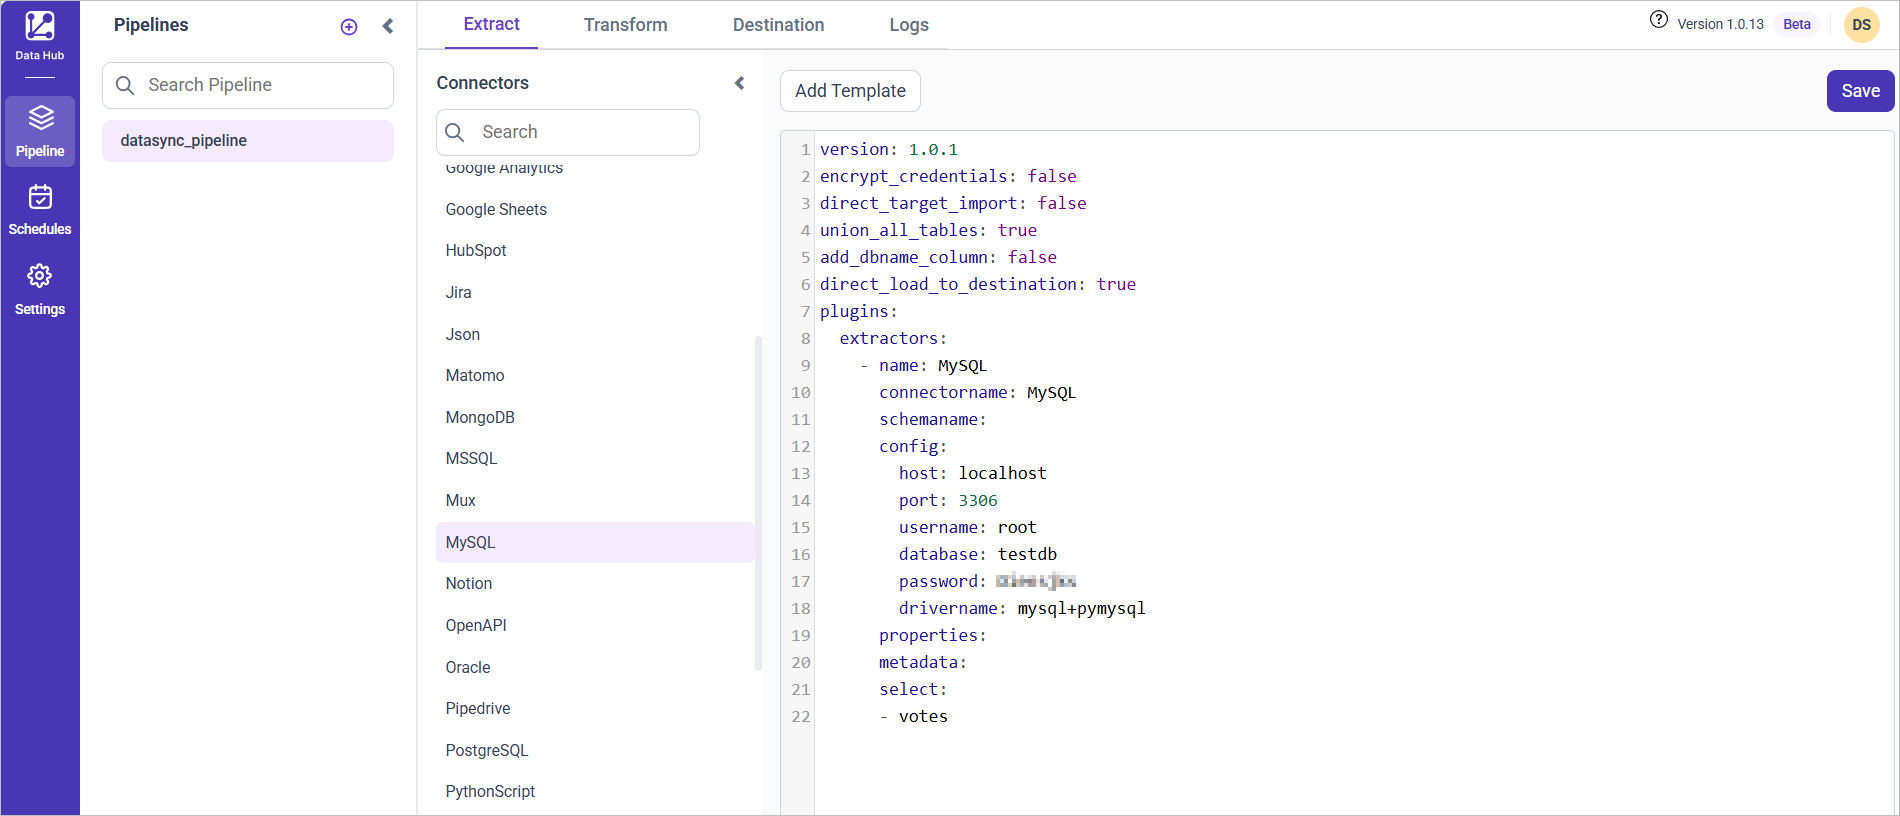 Data Hub
Pipeline
Schedules
Settings
Pipelines
Search Pipeline
datasync_pipeline
Extract
Transform
Destination
Logs
Version 1.0.13
Beta
DS
Connectors
Search
Google Analytics
Google Sheets
HubSpot
Jira
Json
Matomo
MongoDB
MSSQL
Mux
MySQL
Notion
OpenAPI
Oracle
Pipedrive
PostgreSQL
PythonScript
Add Template
Save
1 version: 1.0.1
2 encrypt_credentials: false
3 direct_target_import: false
4 union_all_tables: true
5 add_dbname_column: false
6 direct_load_to_destination: true
7 plugins:
8 extractors:
9 - name: MySQL
10 connectorname: MySQL
11 schemaname:
12 config:
13 host: localhost
14 port: 3306
15 username: root
16 database: testdb
17 password:
18 drivername: mysql+pymysql
19 properties:
20 metadata:
21 select:
22 - votes